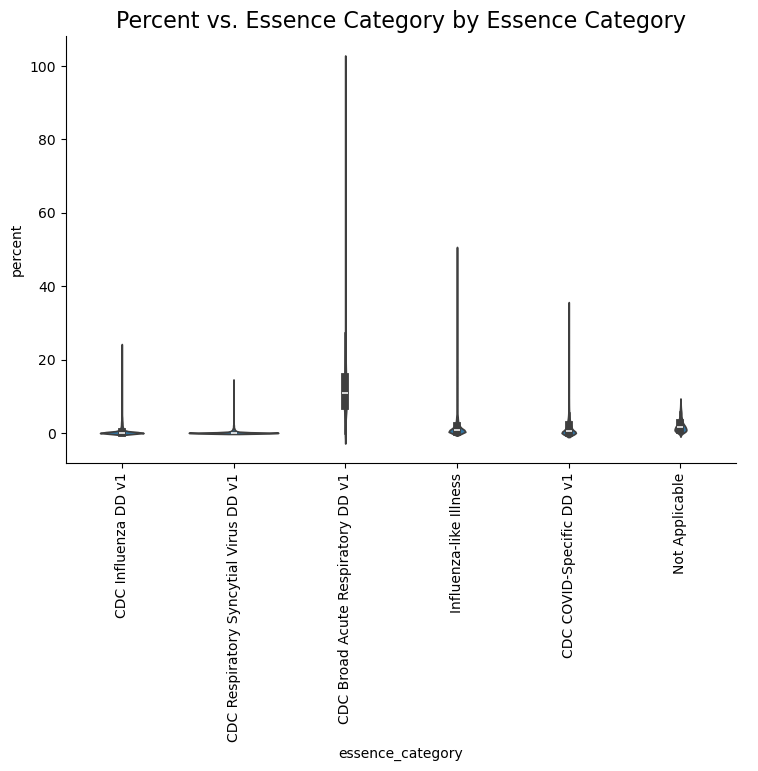 Percent vs. Essence Category by Essence Category
100
80
60
40
20
0
percent
CDC Influenza DD v1
CDC Respiratory Syncytial Virus DD v1
CDC Broad Acute Respiratory DD v1
Influenza-like Illness
CDC COVID-Specific DD v1
Not Applicable
essence_category